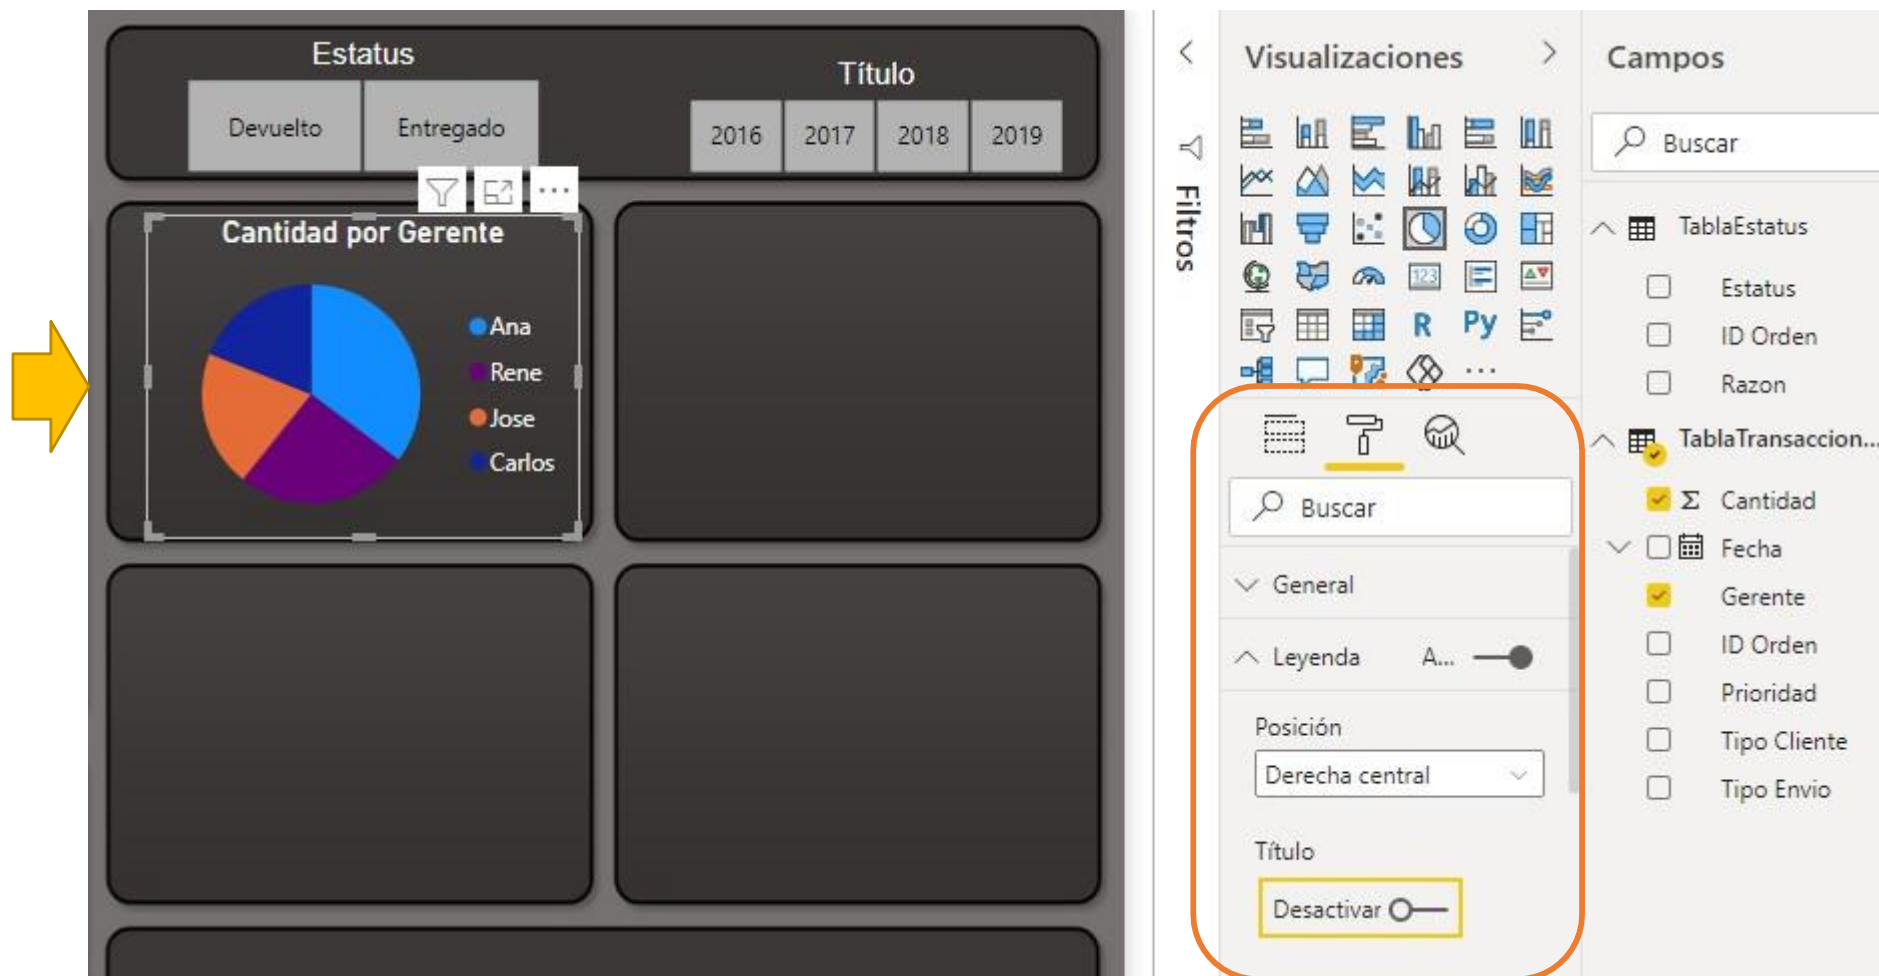 Estatus
Devuelto
Entregado
Título
2016
2017
2018
2019
Cantidad por Gerente
Ana
Rene
Jose
Carlos
Filtros
Visualizaciones
123
R
Py
Buscar
General
Leyenda
A...
Posición
Derecha central
Título
Desactivar
Campos
Buscar
TablaEstatus
Estatus
ID Orden
Razon
TablaTransaccion...
Σ Cantidad
Fecha
Gerente
ID Orden
Prioridad
Tipo Cliente
Tipo Envio